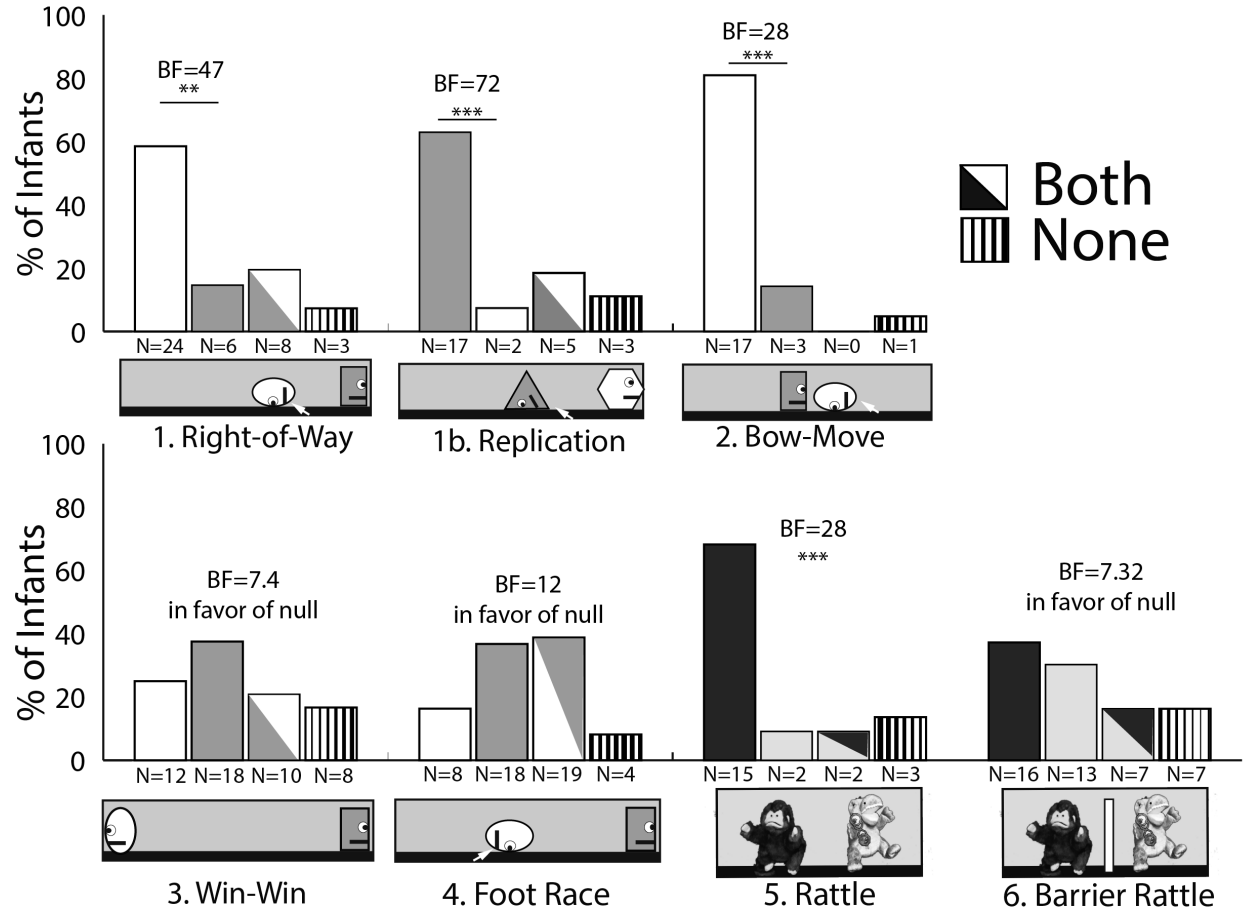 100
80
60
40
20
0
% of Infants
BF=47
**
BF=72
***
BF=28
***
Both
None
N=24 N=6 N=8 N=3
N=17 N=2 N=5 N=3
N=17 N=3 N=0 N=1
1. Right-of-Way
1b. Replication
2. Bow-Move
100
80
60
40
20
0
% of Infants
BF=7.4
in favor of null
BF=12
in favor of null
BF=28
***
BF=7.32
in favor of null
N=12 N=18 N=10 N=8
N=8 N=18 N=19 N=4
N=15 N=2 N=2 N=3
N=16 N=13 N=7 N=7
3. Win-Win
4. Foot Race
5. Rattle
6. Barrier Rattle